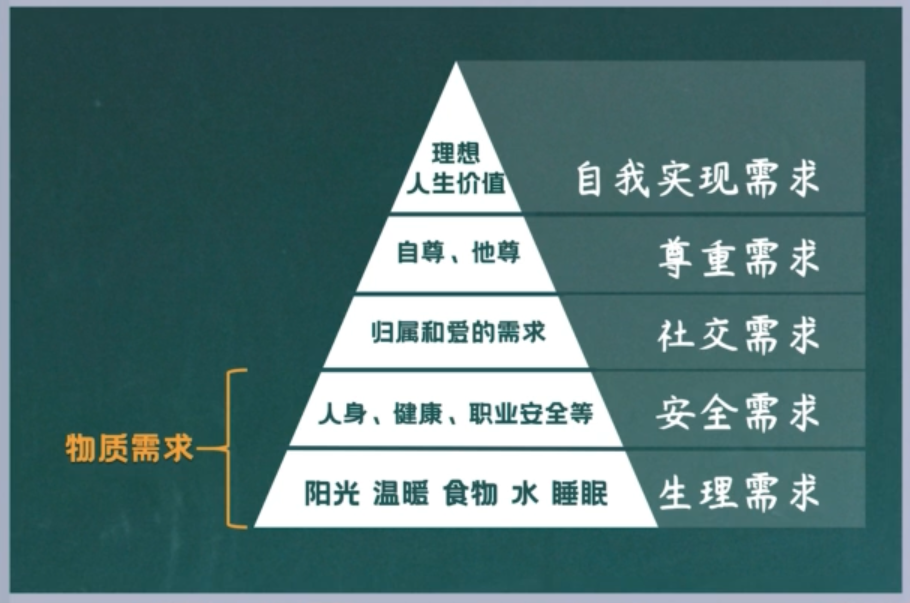 理想
人生价值
自我实现需求
自尊、他尊
尊重需求
归属和爱的需求
社交需求
人身、健康、职业安全等
安全需求
物质需求
阳光 温暖 食物 水 睡眠
生理需求